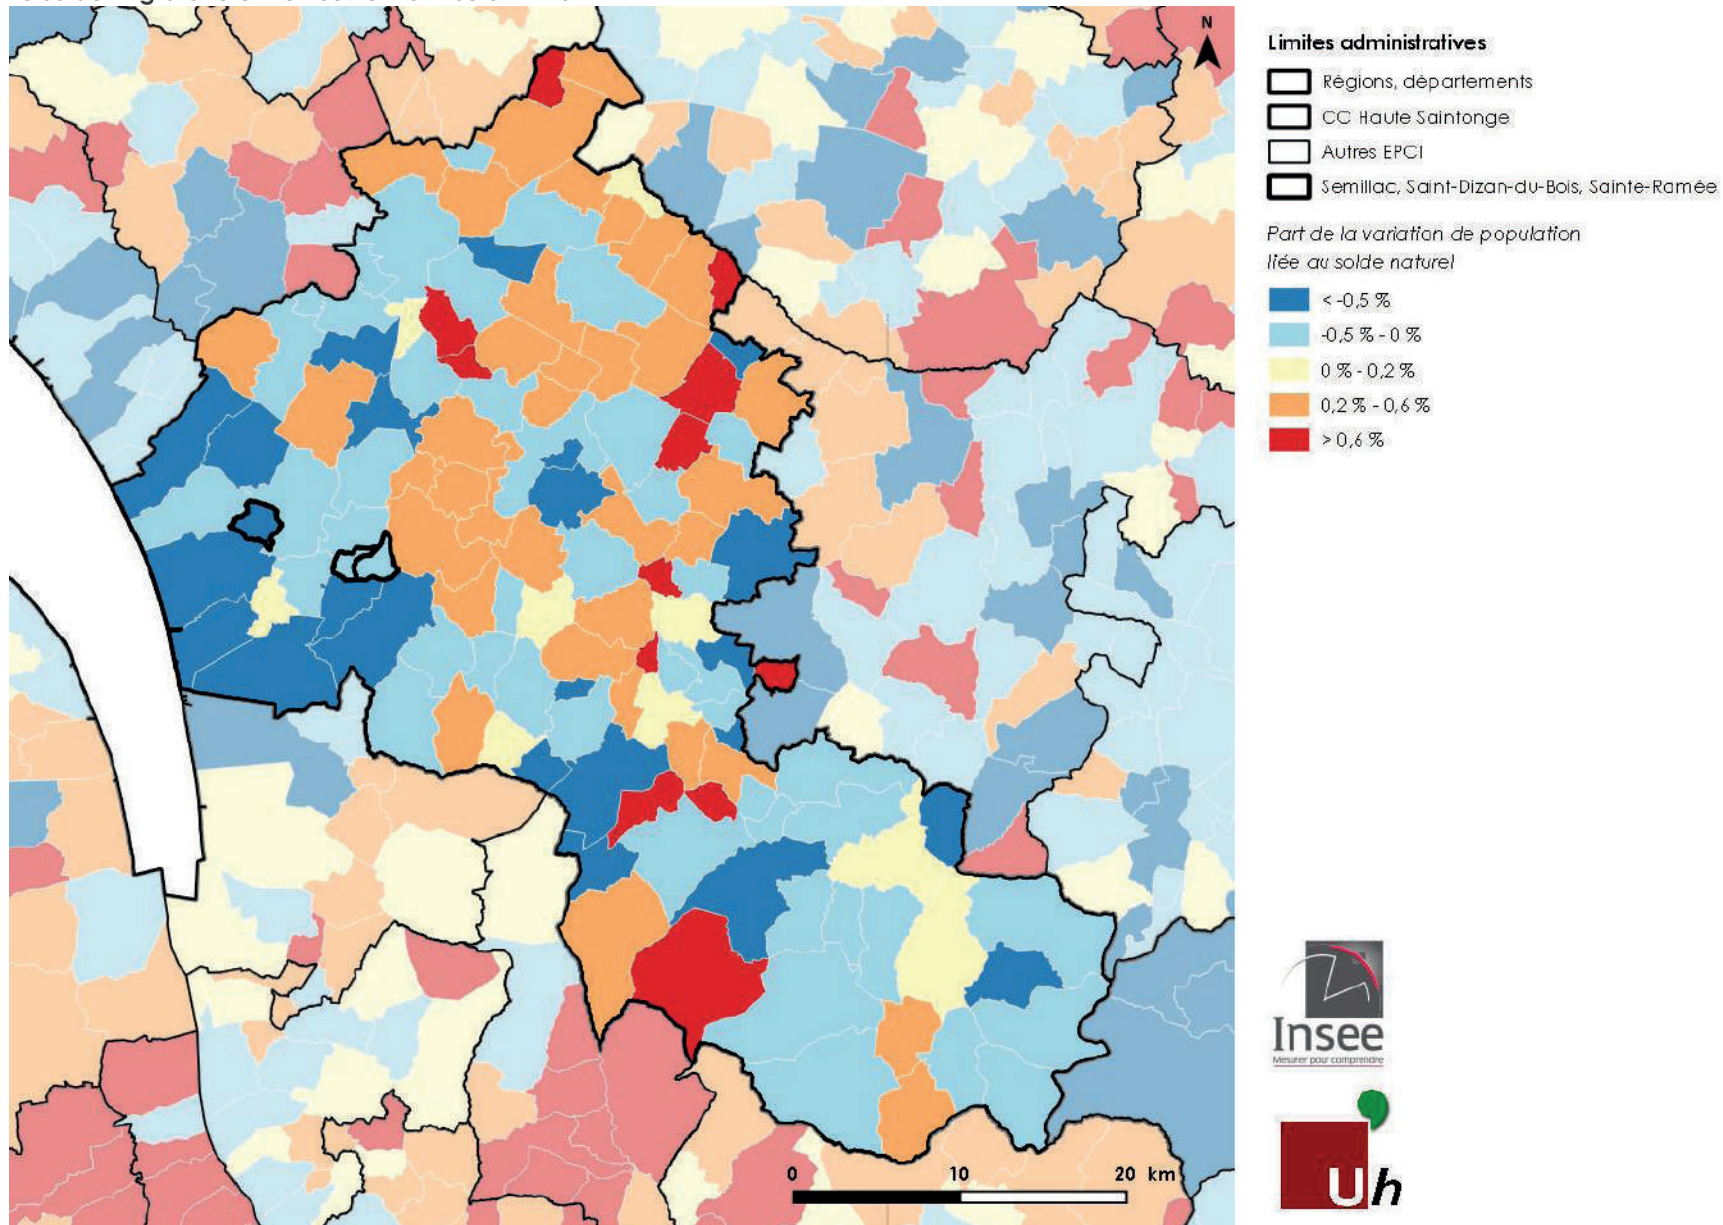 N
Limites administratives
Régions, départements
CC Haute Saintonge
Autres EPCI
Semillac, Saint-Dizan-du-Bois, Sainte-Ramée
Part de la variation de population
liée au solde naturel
< -0,5 %
-0,5 % - 0 %
0 % - 0,2 %
0,2 % - 0,6 %
> 0,6 %
Insee
Mesurer pour comprendre
Uh
0 10 20 km